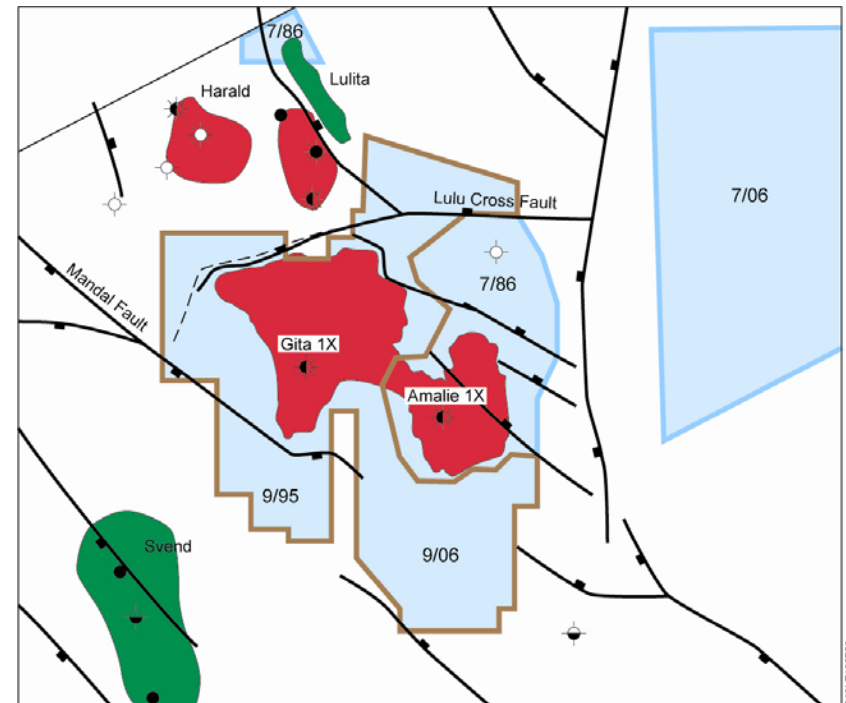 7/86
Harald
Lulita
Lulu Cross Fault
7/06
7/86
Mandal Fault
Gita 1X
Amalie 1X
9/95
9/06
Svend